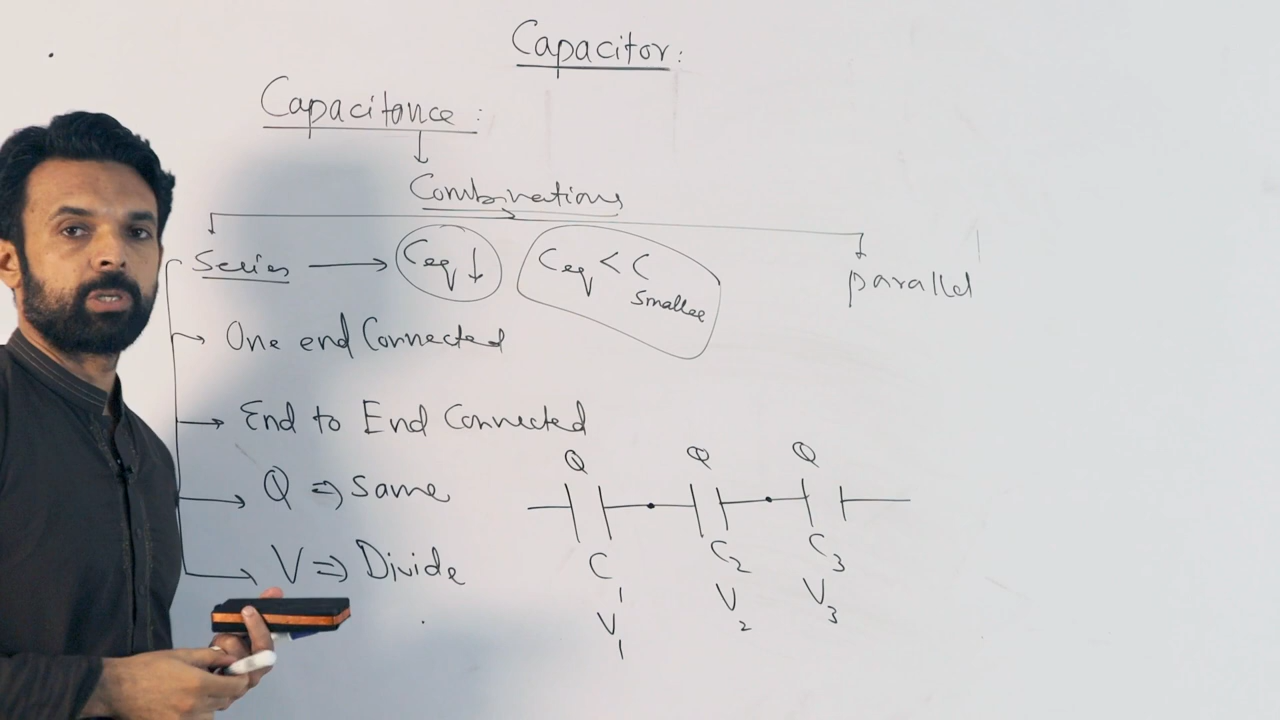 Capacitor:
Capacitance:
Combinations
Series → Ceq ↓ Ceq < C smaller
parallel
→ One end Connected
→ End to End Connected
→ Q ⇒ Same
→ V ⇒ Divide
Q Q Q
C1 C2 C3
V1 V2 V3